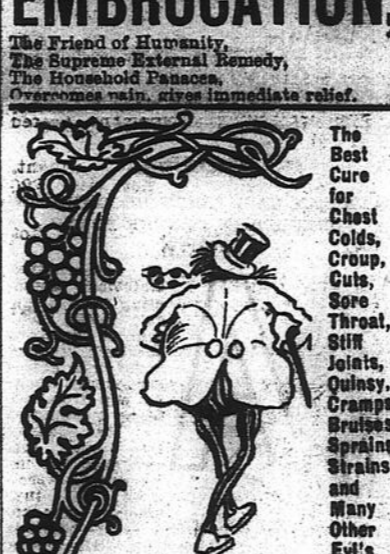 EMBROCATION,
The Friend of Humanity,
The Supreme External Remedy,
The Household Panacea,
Overcomes pain, gives immediate relief.
The
Best
Cure
for
Chest
Colds,
Croup,
Cuts,
Sore
Throat,
Stiff
Joints,
Quinsy,
Cramps
Bruises
Sprains
Strains
and
Many
Other